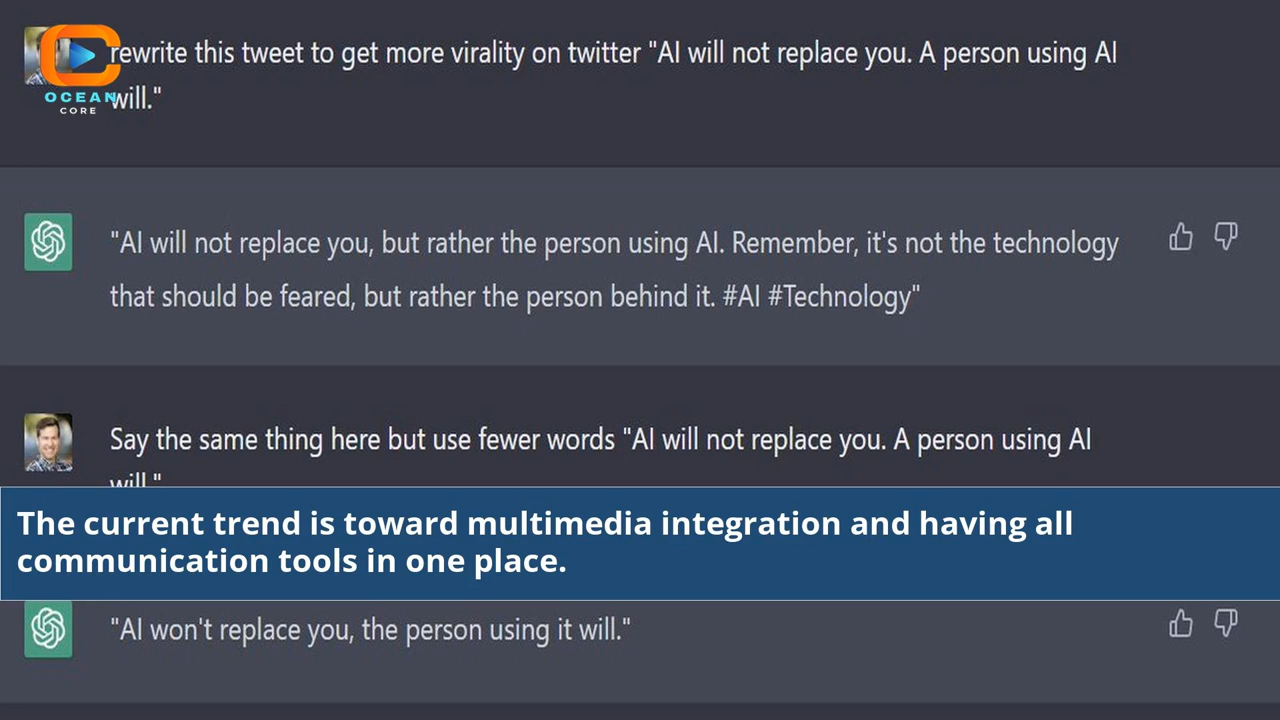 rewrite this tweet to get more virality on twitter "AI will not replace you. A person using AI
will."
OCEAN
CORE
"AI will not replace you, but rather the person using AI. Remember, it's not the technology
that should be feared, but rather the person behind it. #AI #Technology"
Say the same thing here but use fewer words "AI will not replace you. A person using AI
will."
The current trend is toward multimedia integration and having all
communication tools in one place.
"AI won't replace you, the person using it will."